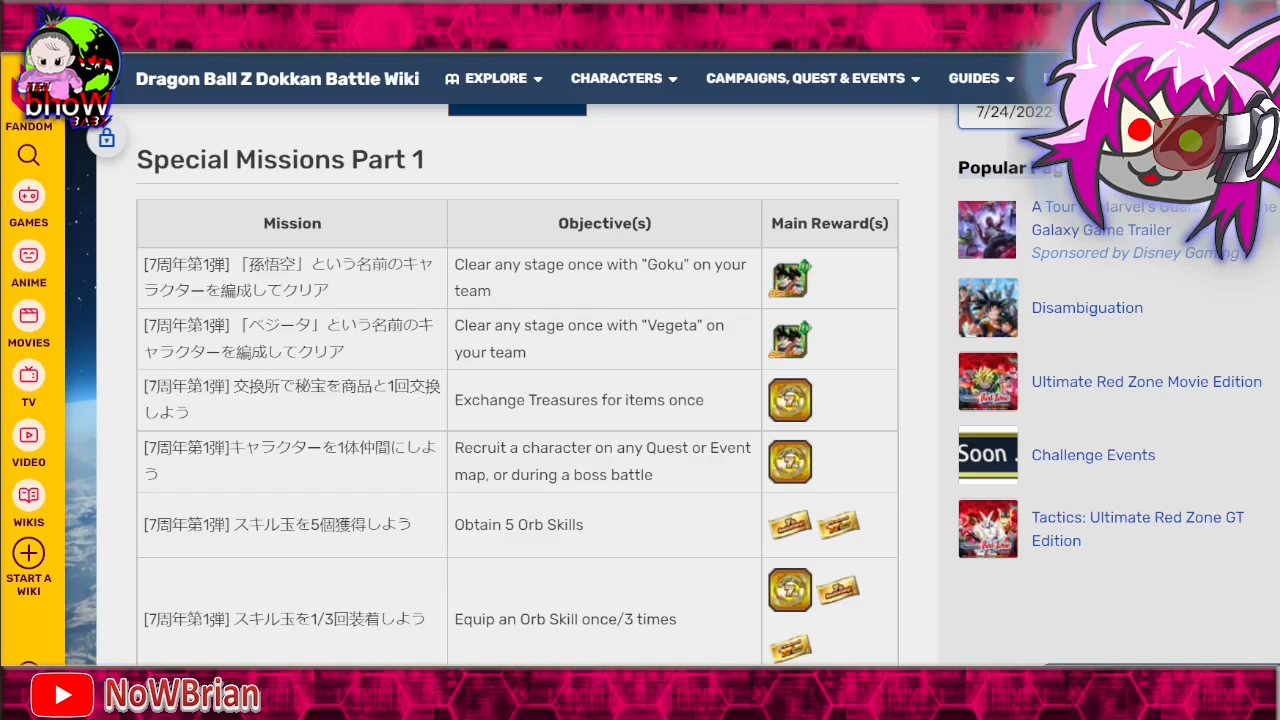 Dragon Ball Z Dokkan Battle Wiki
EXPLORE
CHARACTERS
CAMPAIGNS, QUEST & EVENTS
GUIDES
bhoW
BABY
FANDOM
GAMES
ANIME
MOVIES
TV
VIDEO
WIKIS
START A
WIKI
Special Missions Part 1
Mission
Objective(s)
Main Reward(s)
[7周年第1弾] 「孫悟空」という名前のキャ
ラクターを編成してクリア
Clear any stage once with "Goku" on your
team
[7周年第1弾] 「ベジータ」という名前のキ
ャラクターを編成してクリア
Clear any stage once with "Vegeta" on
your team
[7周年第1弾] 交換所で秘宝を商品と1回交換
しよう
Exchange Treasures for items once
[7周年第1弾]キャラクターを1体仲間にしよ
う
Recruit a character on any Quest or Event
map, or during a boss battle
[7周年第1弾] スキル玉を5個獲得しよう
Obtain 5 Orb Skills
[7周年第1弾] スキル玉を1/3回装着しよう
Equip an Orb Skill once/3 times
7/24/2022
Popular
A Tour
Marvel's
Galaxy Game Trailer
Sponsored by Disney Gaming
Disambiguation
Ultimate Red Zone Movie Edition
Soon
Challenge Events
Tactics: Ultimate Red Zone GT
Edition
NoWBrian